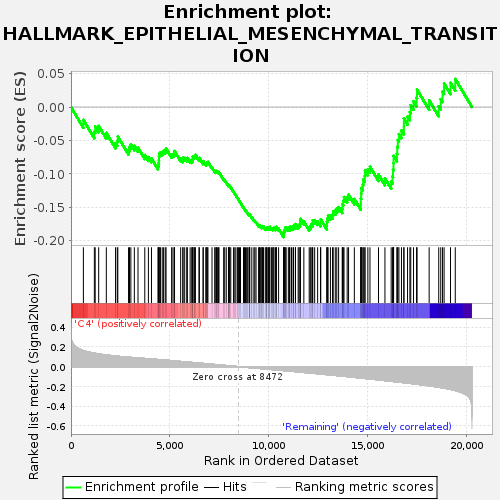 Enrichment plot:
HALLMARK_EPITHELIAL_MESENCHYMAL_TRANSIT
ION
Enrichment score (ES)
0.05
0.00
-0.05
-0.10
-0.15
-0.20
'C4' (positively correlated)
Ranked list metric (Signal2Noise)
0.4
0.2
0.0
-0.2
-0.4
-0.6
Zero cross at 8472
'Remaining' (negatively correlated)
0
5,000
10,000
15,000
20,000
Rank in Ordered Dataset
Enrichment profile
Hits
Ranking metric scores